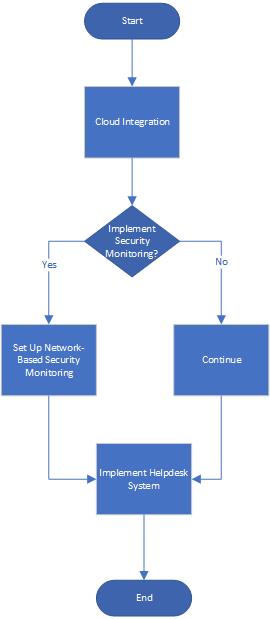 Start
Cloud Integration
Implement
Security
Monitoring?
Yes
No
Set Up Network-
Based Security
Monitoring
Continue
Implement Helpdesk
System
End